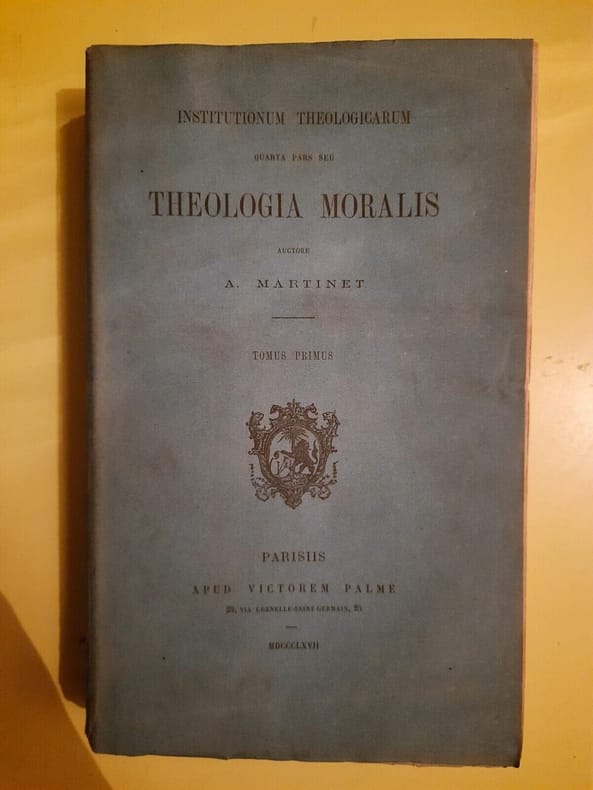 INSTITUTIONUM THEOLOGICARUM
QUARTA PARS SEU
THEOLOGIA MORALIS
AUCTORE
A. MARTINET
TOMUS PRIMUS
PARISIIS
APUD VICTOREM PALMÉ
25, VIA GRENELLE-SAINT-GERMAIN, 25
MDCCCLXVII